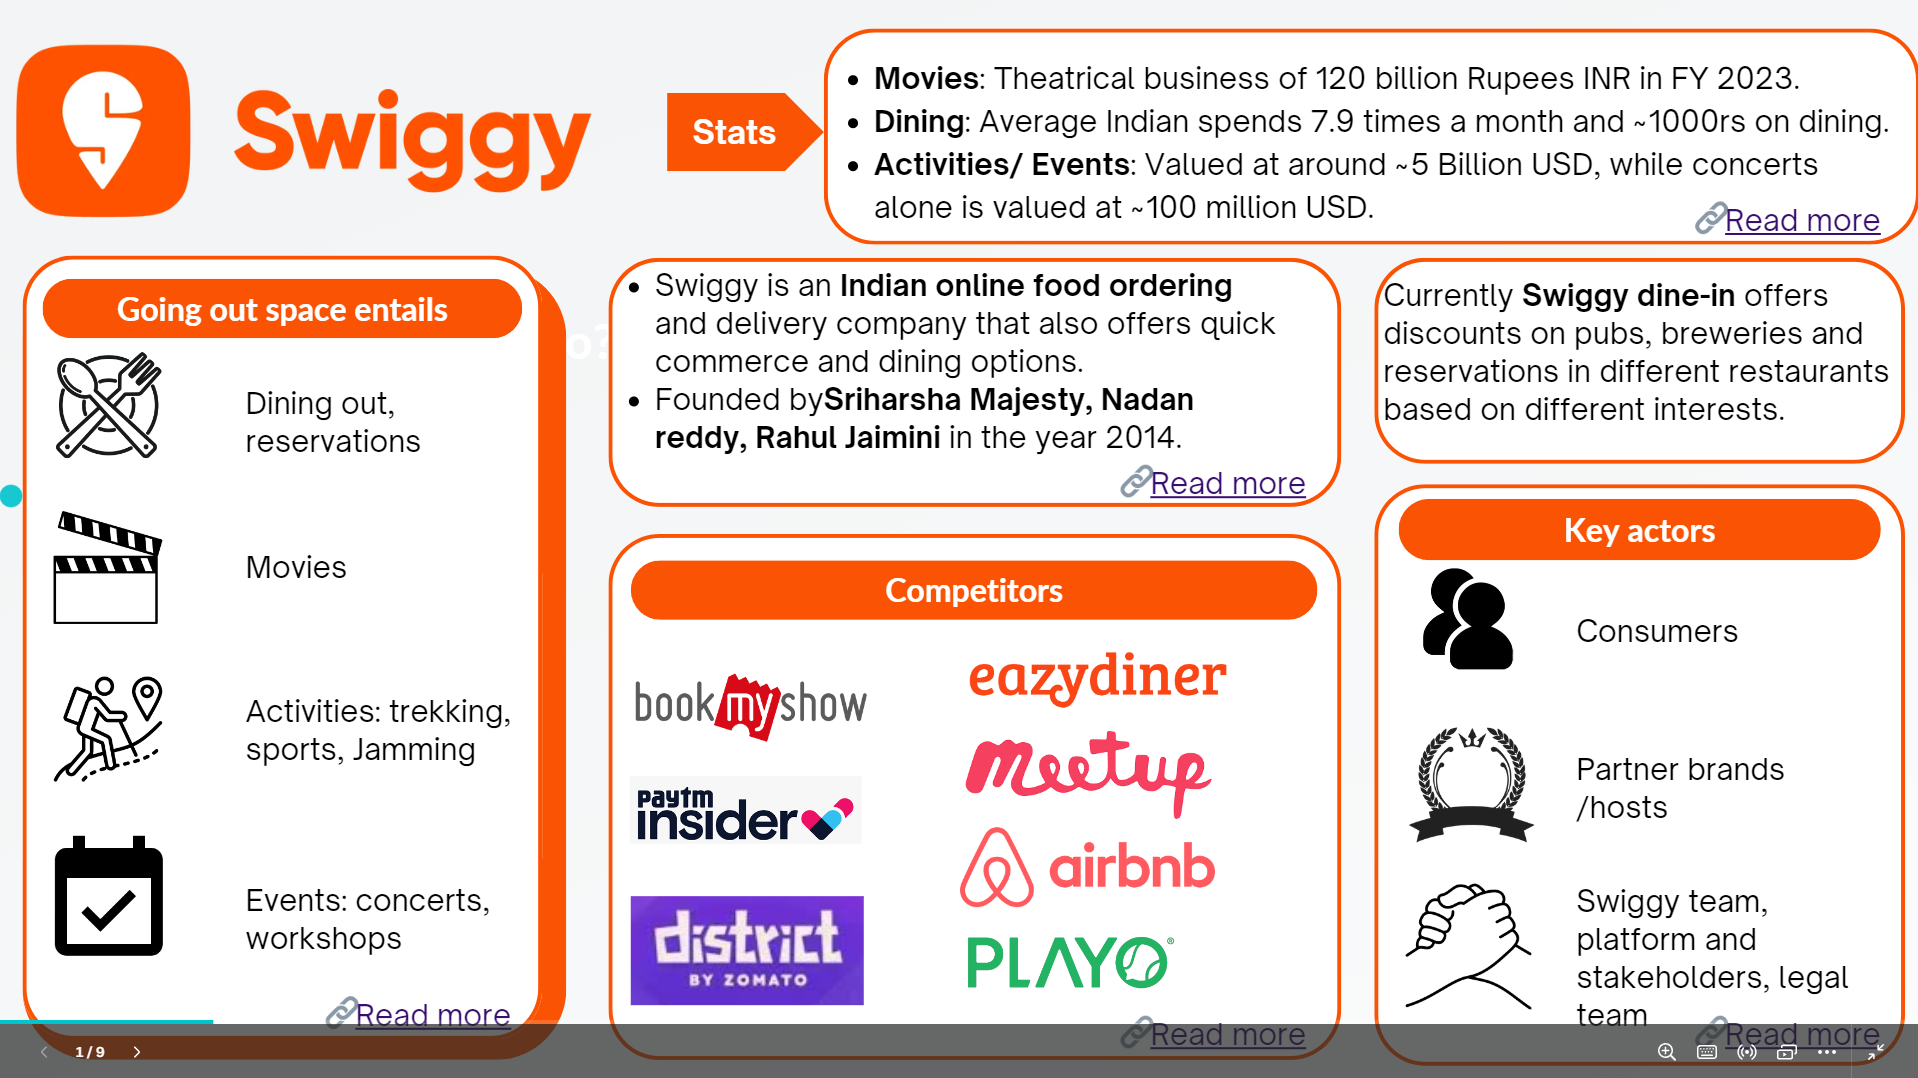 Swiggy
Stats
• Movies: Theatrical business of 120 billion Rupees INR in FY 2023.
• Dining: Average Indian spends 7.9 times a month and ~1000rs on dining.
• Activities/ Events: Valued at around ~5 Billion USD, while concerts
alone is valued at ~100 million USD.
Read more
Going out space entails
Dining out,
reservations
Movies
Activities: trekking,
sports, Jamming
Events: concerts,
workshops
Read more
o?
• Swiggy is an Indian online food ordering
and delivery company that also offers quick
commerce and dining options.
• Founded bySriharsha Majesty, Nadan
reddy, Rahul Jaimini in the year 2014.
Read more
Competitors
bookmyshow
paytm
insider
district
BY ZOMATO
eazydiner
meetup
airbnb
PLAYO
Read more
Currently Swiggy dine-in offers
discounts on pubs, breweries and
reservations in different restaurants
based on different interests.
Key actors
Consumers
Partner brands
/hosts
Swiggy team,
platform and
stakeholders, legal
team
Read more
1/9